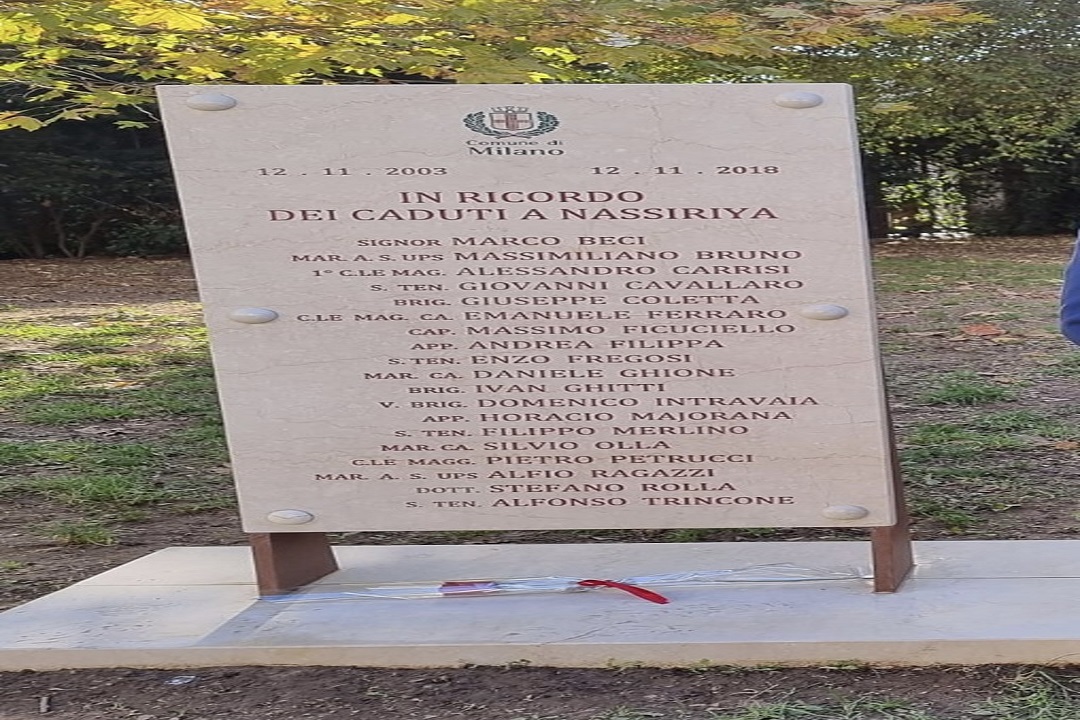 Comune di
Milano
12 . 11 . 2003 12 . 11 . 2018
IN RICORDO
DEI CADUTI A NASSIRIYA
SIGNOR MARCO BECI
MAR. A. S. UPS MASSIMILIANO BRUNO
1° C.LE MAG. ALESSANDRO CARRISI
S. TEN. GIOVANNI CAVALLARO
BRIG. GIUSEPPE COLETTA
C.LE MAG. CA. EMANUELE FERRARO
CAP. MASSIMO FICUCIELLO
APP. ANDREA FILIPPA
S. TEN. ENZO FREGOSI
MAR. CA. DANIELE GHIONE
BRIG. IVAN GHITTI
V. BRIG. DOMENICO INTRAVAIA
APP. HORACIO MAJORANA
S. TEN. FILIPPO MERLINO
MAR. CA. SILVIO OLLA
C.LE MAGG. PIETRO PETRUCCI
MAR. A. S. UPS ALFIO RAGAZZI
DOTT. STEFANO ROLLA
S. TEN. ALFONSO TRINCONE